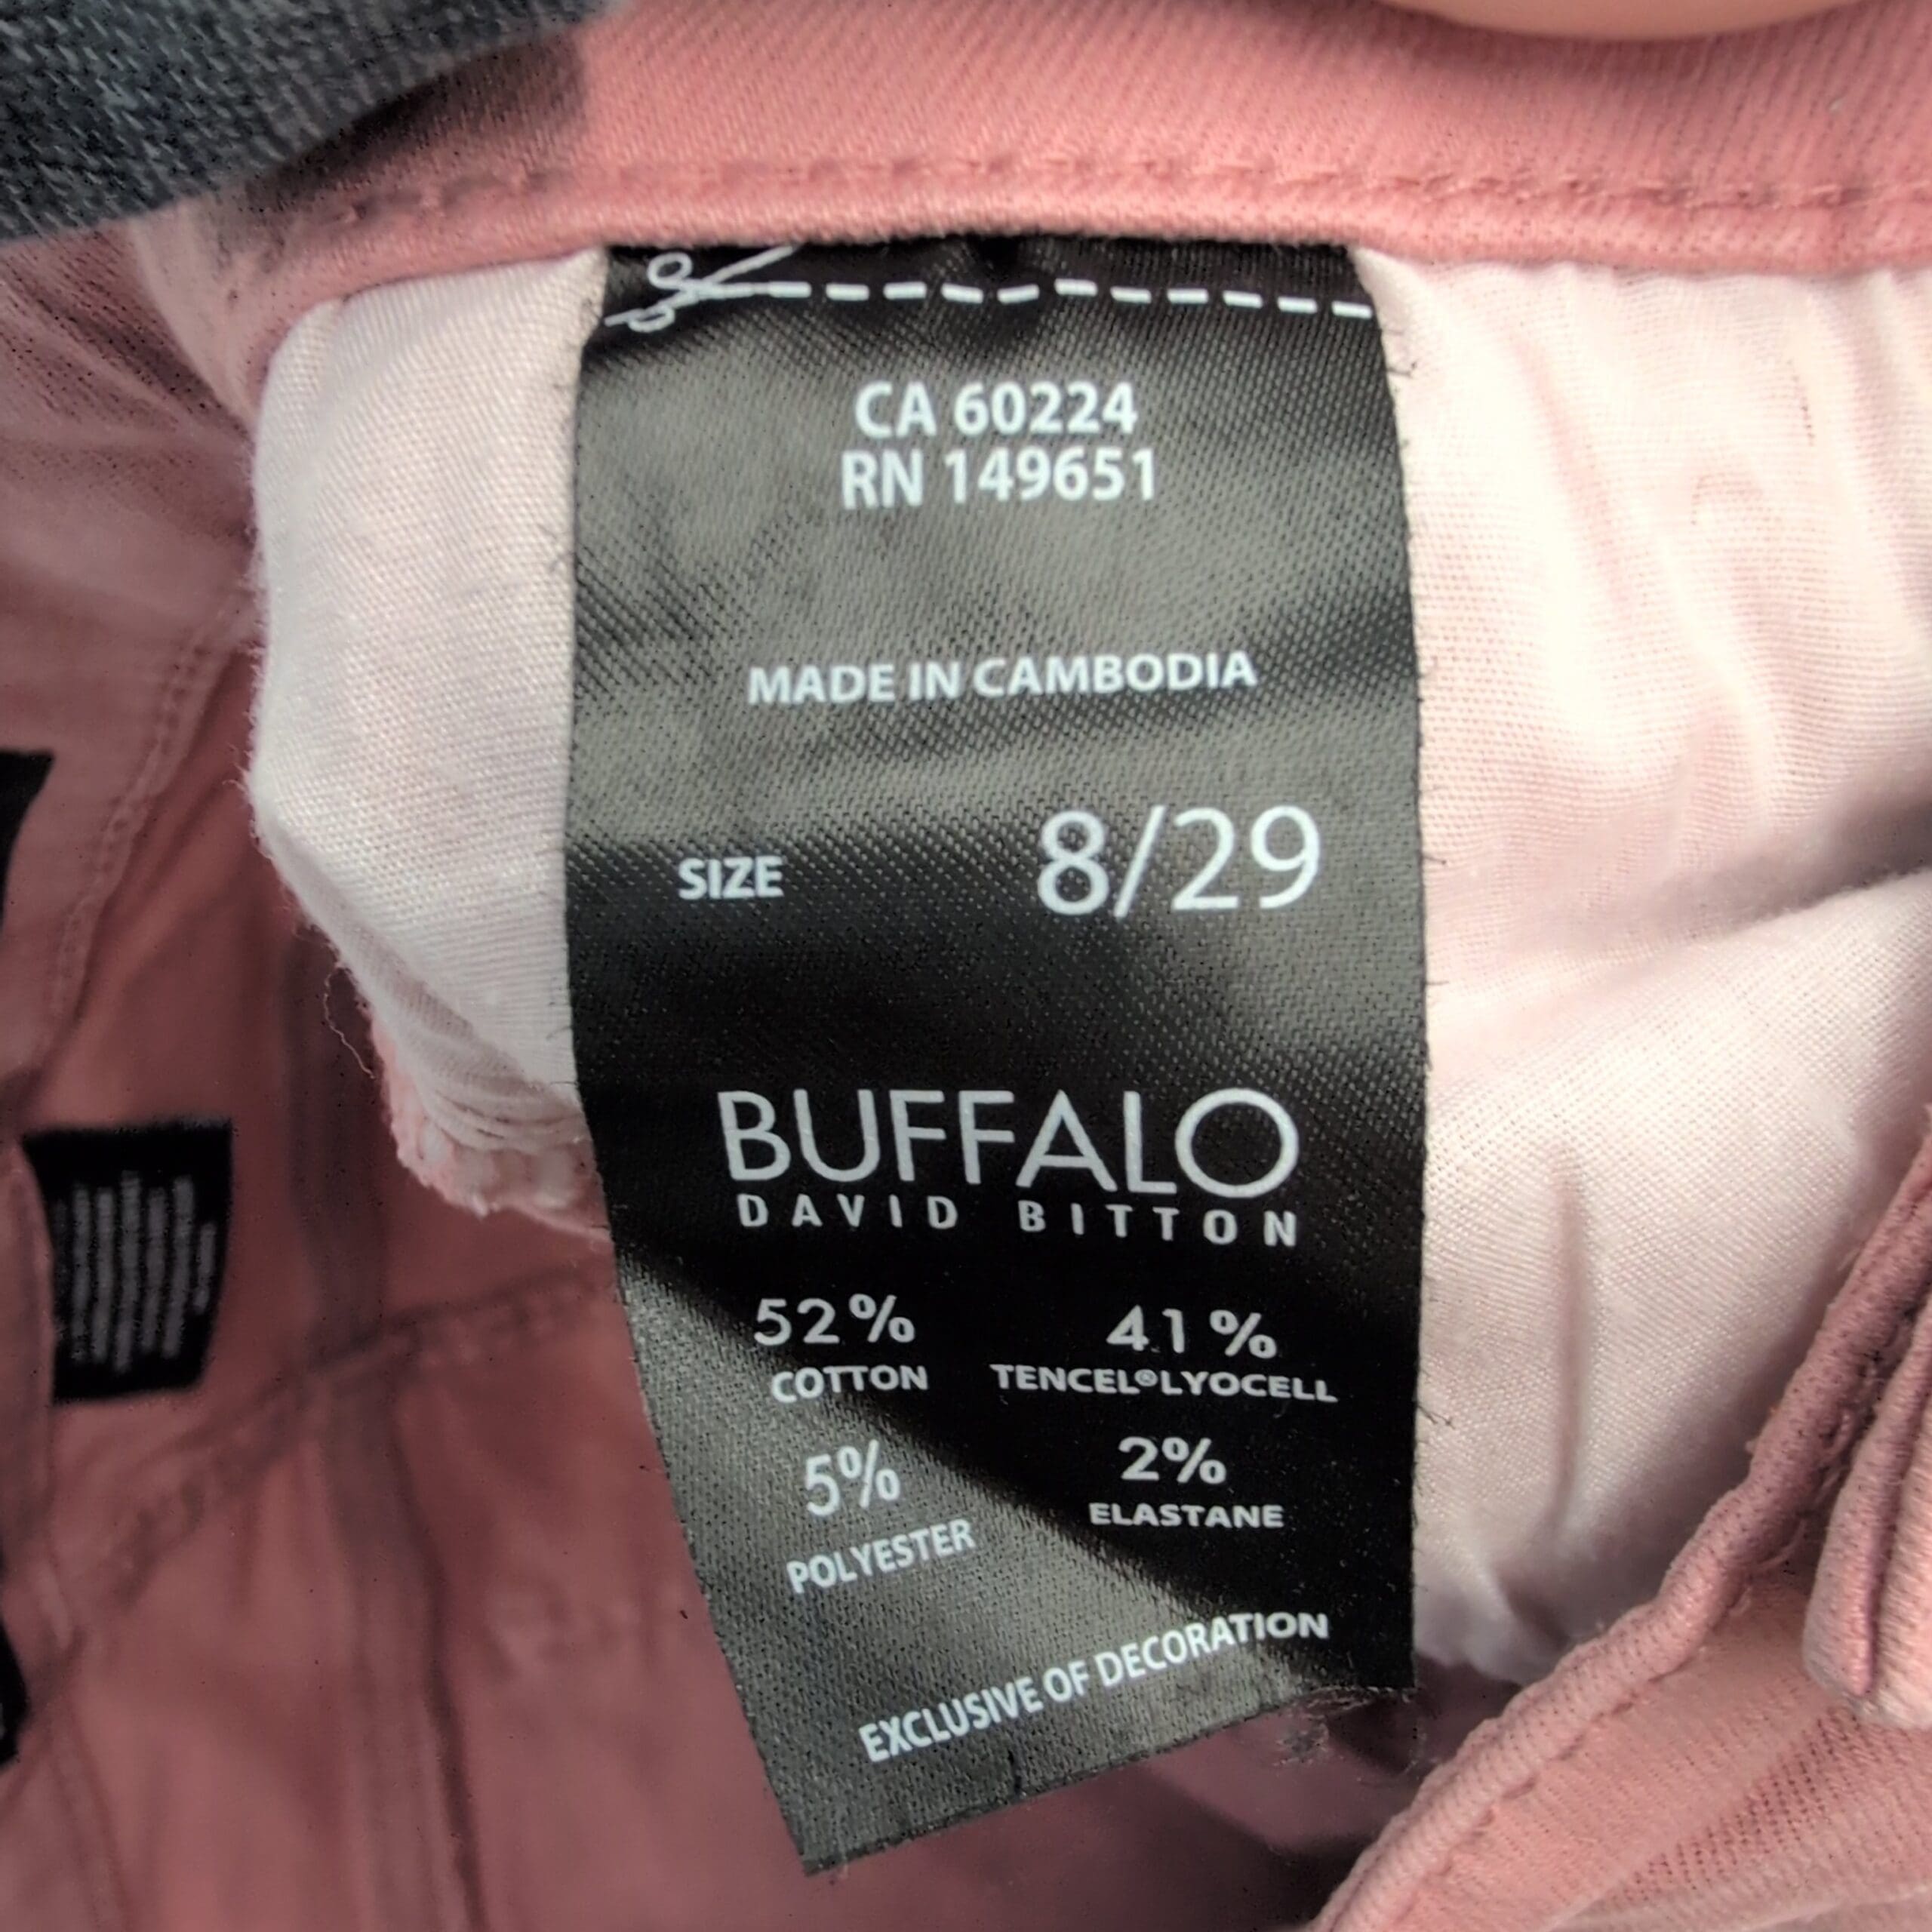 CA 60224
RN 149651
MADE IN CAMBODIA
SIZE 8/29
BUFFALO
DAVID BITTON
52% 41%
COTTON TENCEL®LYOCELL
5% 2%
POLYESTER ELASTANE
EXCLUSIVE OF DECORATION